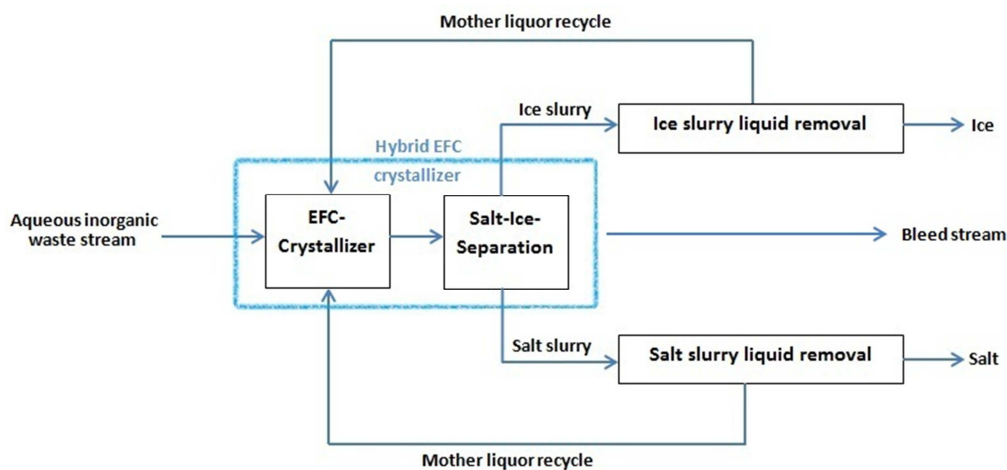 Mother liquor recycle
Ice slurry
Ice slurry liquid removal
Ice
Hybrid EFC
crystallizer
Aqueous inorganic
waste stream
EFC-
Crystallizer
Salt-Ice-
Separation
Bleed stream
Salt slurry
Salt slurry liquid removal
Salt
Mother liquor recycle